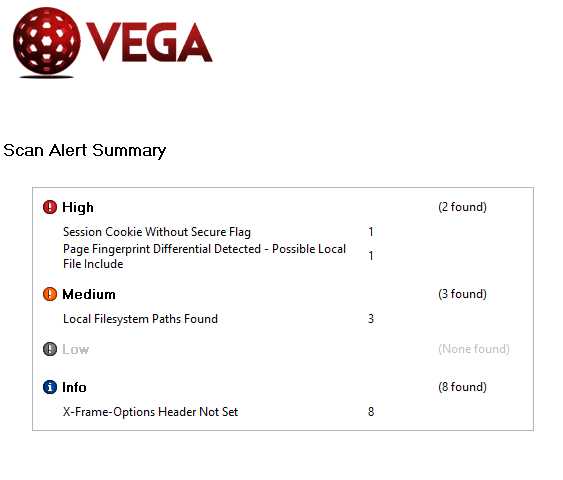 VEGA
Scan Alert Summary
High (2 found)
Session Cookie Without Secure Flag 1
Page Fingerprint Differential Detected - Possible Local
File Include 1
Medium (3 found)
Local Filesystem Paths Found 3
Low (None found)
Info (8 found)
X-Frame-Options Header Not Set 8